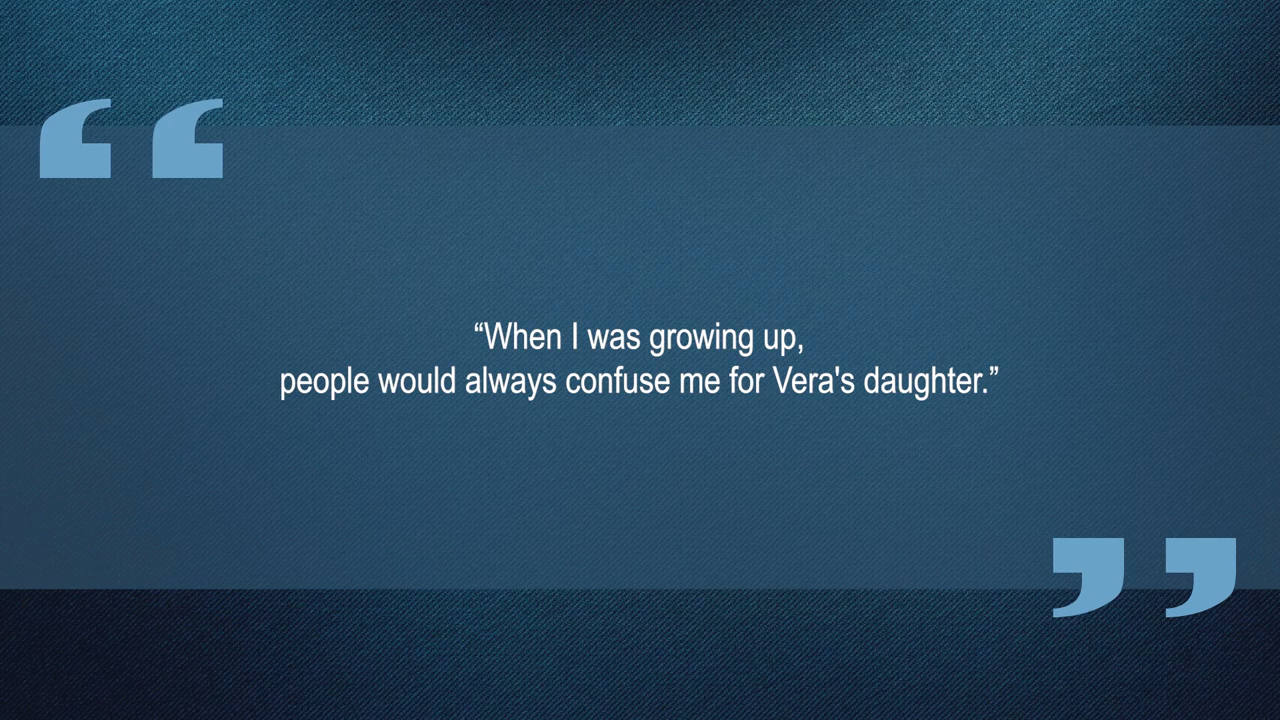 “When I was growing up,
people would always confuse me for Vera's daughter.”